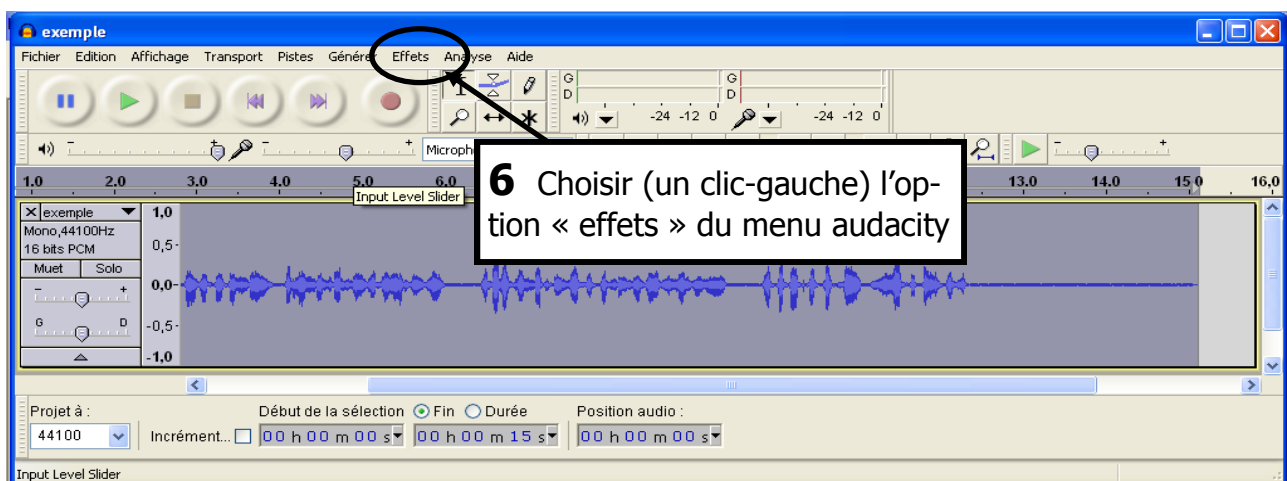 exemple
Fichier Edition Affichage Transport Pistes Générer Effets Analyse Aide
G G
D D
-24 -12 0 -24 -12 0
- + - + Microph - +
1,0 2,0 3,0 4,0 5,0 6,0 13,0 14,0 15,0 16,0
Input Level Slider
6 Choisir (un clic-gauche) l'op-
tion « effets » du menu audacity
X exemple 1,0
Mono,44100Hz
16 bits PCM 0,5-
Muet Solo
- + 0,0-
G D -0,5-
-1,0
Projet à : Début de la sélection Fin Durée Position audio :
44100 Incrément... 00 h 00 m 00 s 00 h 00 m 15 s 00 h 00 m 00 s
Input Level Slider